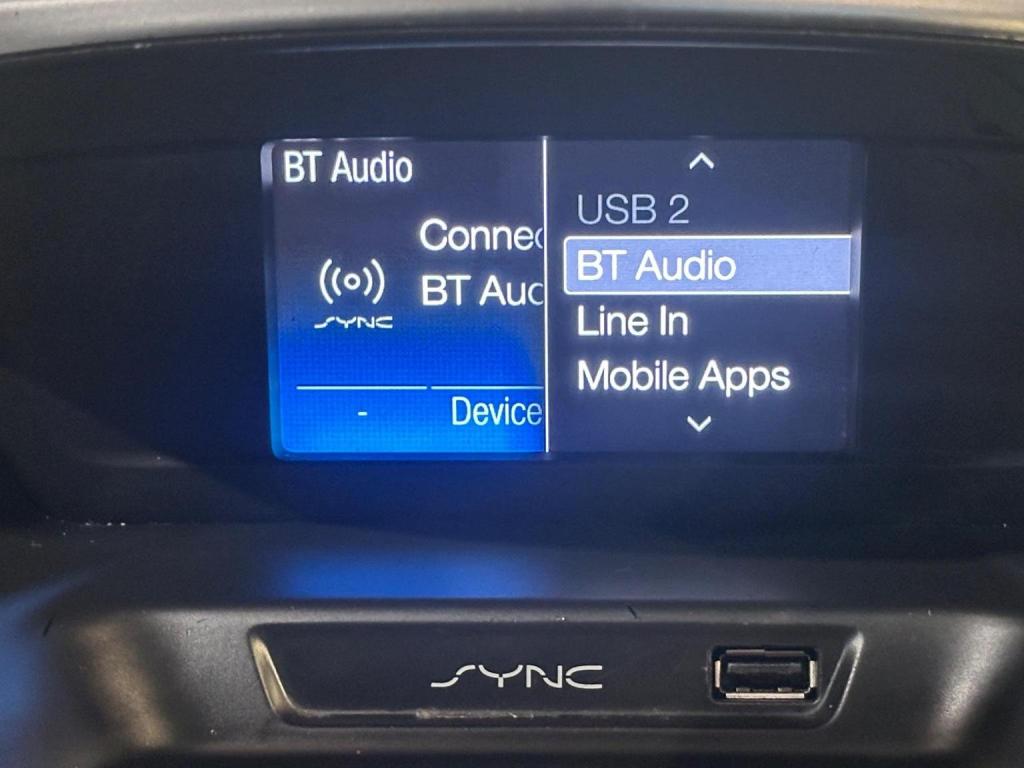 BT Audio
Connec
BT Auc
SYNC
-
Device
USB 2
BT Audio
Line In
Mobile Apps
SYNC